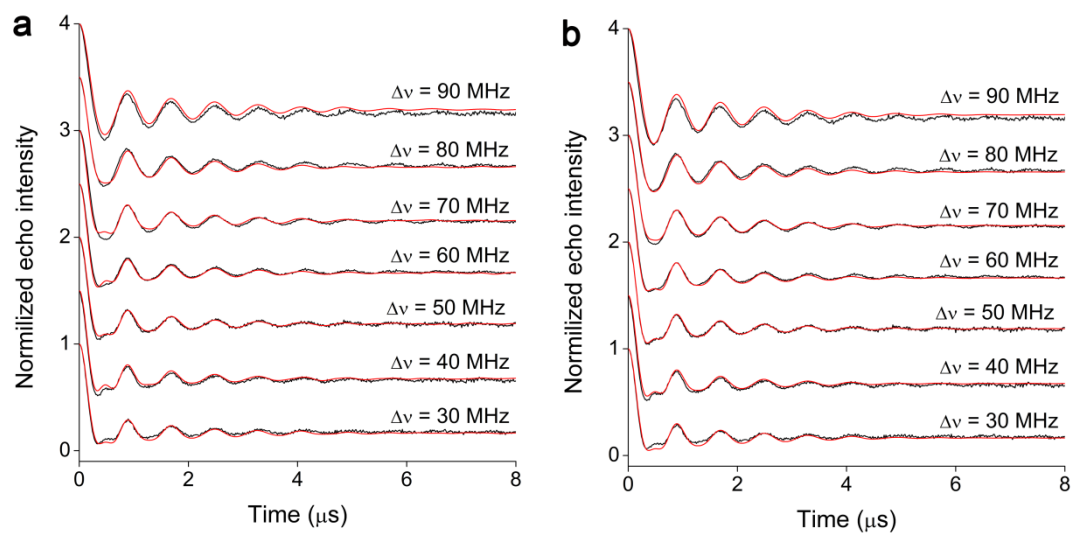 a
4
3
2
1
0
Normilized echo intensity
Δν = 90 MHz
Δν = 80 MHz
Δν = 70 MHz
Δν = 60 MHz
Δν = 50 MHz
Δν = 40 MHz
Δν = 30 MHz
0 2 4 6 8
Time (μs)
b
4
3
2
1
0
Normilized echo intensity
Δν = 90 MHz
Δν = 80 MHz
Δν = 70 MHz
Δν = 60 MHz
Δν = 50 MHz
Δν = 40 MHz
Δν = 30 MHz
0 2 4 6 8
Time (μs)